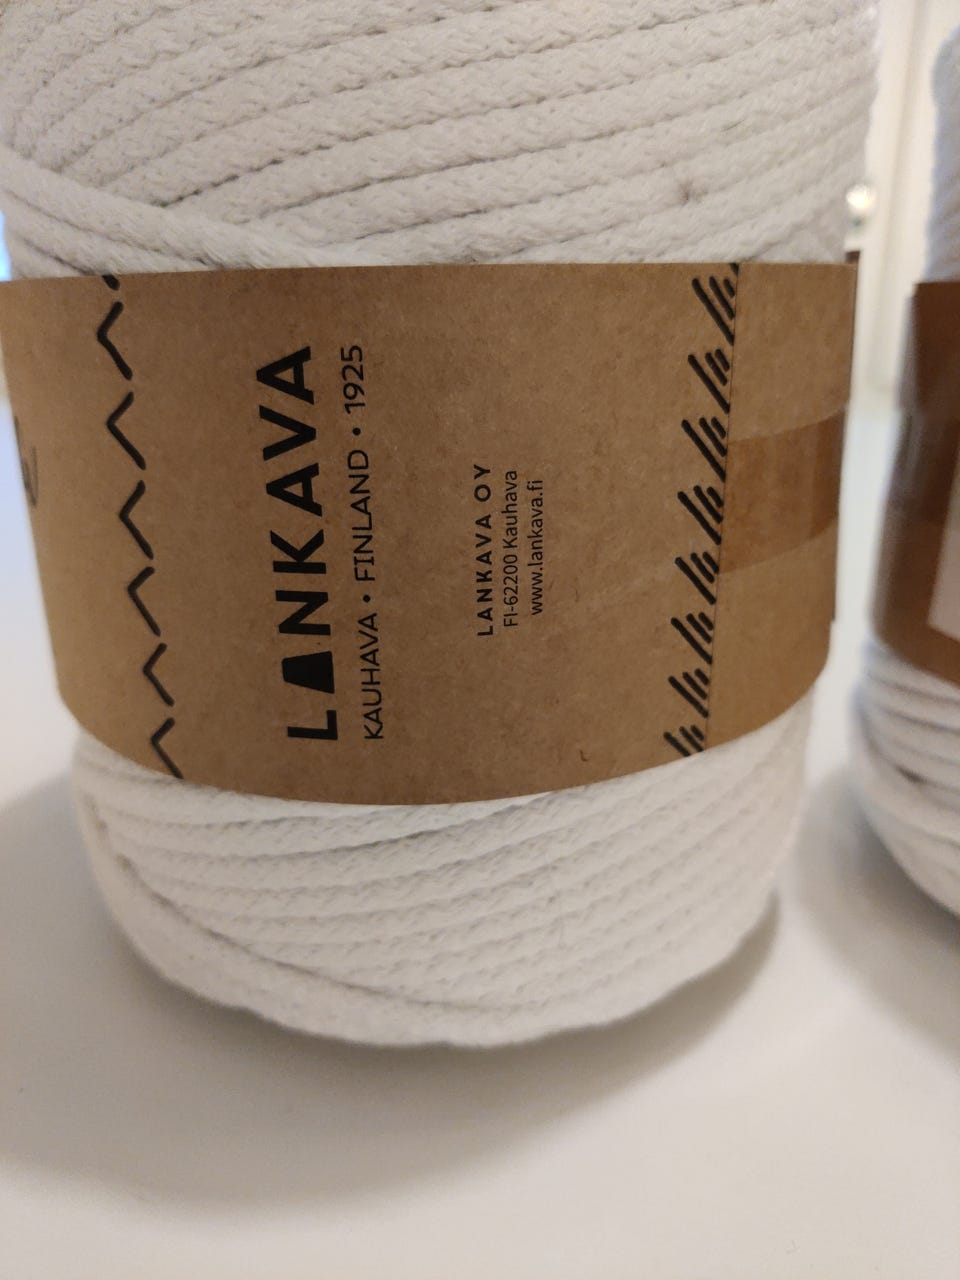 LANKAVA
KAUHAVA • FINLAND • 1925
LANKAVA OY
FI-62200 Kauhava
www.lankava.fi